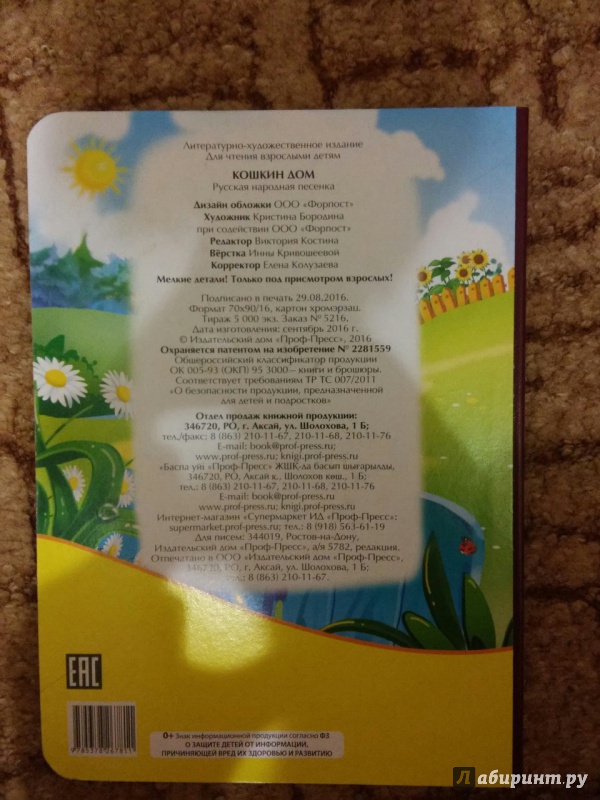 Литературно-художественное издание
Для чтения взрослыми детям
КОШКИН ДОМ
Русская народная песенка
Дизайн обложки ООО «Форпост»
Художник Кристина Бородина
при содействии ООО «Форпост»
Редактор Виктория Костина
Вёрстка Инны Кривошеевой
Корректор Елена Колузаева
Мелкие детали! Только под присмотром взрослых!
Подписано в печать 29.08.2016.
Формат 70х90/16, картон хромэрзац.
Тираж 5 000 экз. Заказ № 5216.
Дата изготовления: сентябрь 2016 г.
© Издательский дом «Проф-Пресс», 2016
Охраняется патентом на изобретение № 2281559
Общероссийский классификатор продукции
ОК 005-93 (ОКП) 95 3000– книги и брошюры.
Соответствует требованиям ТР ТС 007/2011
«О безопасности продукции, предназначенной
для детей и подростков»
Отдел продаж книжной продукции:
346720, РО, г. Аксай, ул. Шолохова, 1 Б;
тел./факс: 8 (863) 210-11-67, 210-11-68, 210-11-76
E-mail: book@prof-press.ru;
www.prof-press.ru; knigi.prof-press.ru
«Баспа уйі «Проф-Пресс» ЖШҚ-да басып шығарылды,
346720, РО, Аксай к., Шолохов көш., 1 Б;
тел.: 8 (863) 210-11-67, 210-11-68, 210-11-76
E-mail: book@prof-press.ru
www.prof-press.ru; knigi.prof-press.ru
Интернет-магазин «Супермаркет ИД «Проф-Пресс»:
supermarket.prof-press.ru; тел.: 8 (918) 563-61-19
Для писем: 344019, Ростов-на-Дону,
Издательский дом «Проф-Пресс», а/я 5782, редакция.
Отпечатано в ООО «Издательский дом «Проф-Пресс»,
346720, РО, г. Аксай, ул. Шолохова, 1 Б;
тел.: 8 (863) 210-11-67.
EAC
0+ Знак информационной продукции согласно ФЗ
О ЗАЩИТЕ ДЕТЕЙ ОТ ИНФОРМАЦИИ,
ПРИЧИНЯЮЩЕЙ ВРЕД ИХ ЗДОРОВЬЮ И РАЗВИТИЮ
Лабиринт.ру